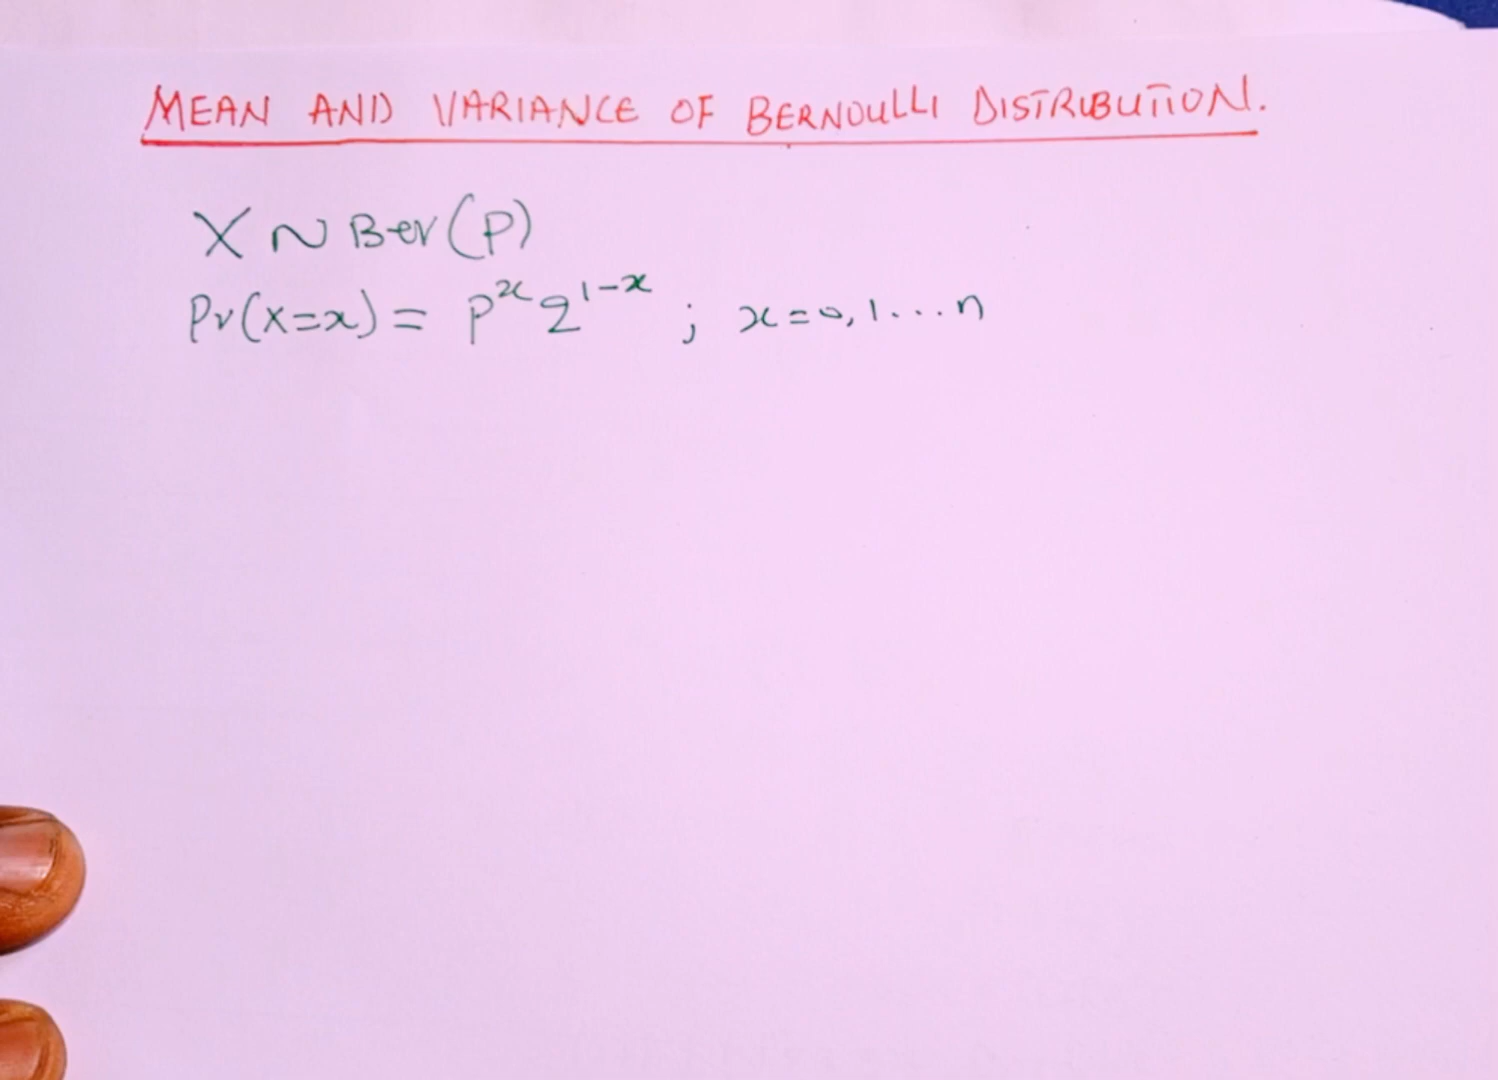 MEAN AND VARIANCE OF BERNOULLI DISTRIBUTION.
X ~ Ber(P)
Pr(X=x) = p^x q^{1-x} ; x=0,1...n